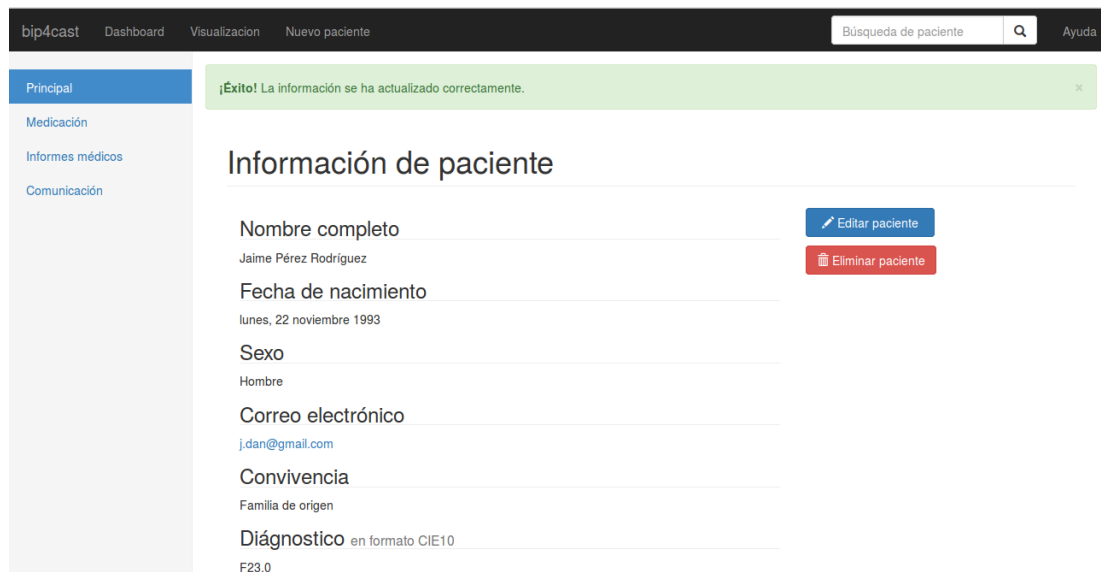 bip4cast Dashboard Visualizacion Nuevo paciente Búsqueda de paciente Ayuda
Principal
Medicación
Informes médicos
Comunicación
¡Éxito! La información se ha actualizado correctamente. ×
Información de paciente
Nombre completo
Jaime Pérez Rodríguez
Fecha de nacimiento
lunes, 22 noviembre 1993
Sexo
Hombre
Correo electrónico
j.dan@gmail.com
Convivencia
Familia de origen
Diágnostico en formato CIE10
F23.0
Editar paciente
Eliminar paciente